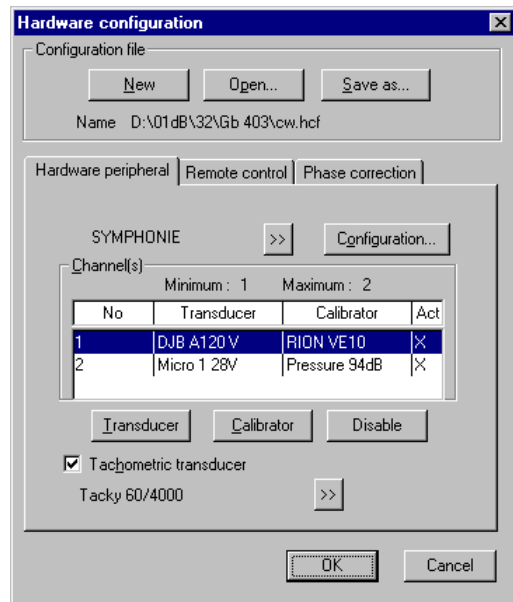 Hardware configuration
Configuration file
New Open... Save as...
Name D:\01dB\32\Gb 403\cw.hcf
Hardware peripheral Remote control Phase correction
SYMPHONIE >> Configuration...
Channel(s)
Minimum : 1 Maximum : 2
No Transducer Calibrator Act
1 DJB A120 V RION VE10 X
2 Micro 1 28V Pressure 94dB X
Transducer Calibrator Disable
Tachometric transducer
Tacky 60/4000 >>
OK Cancel